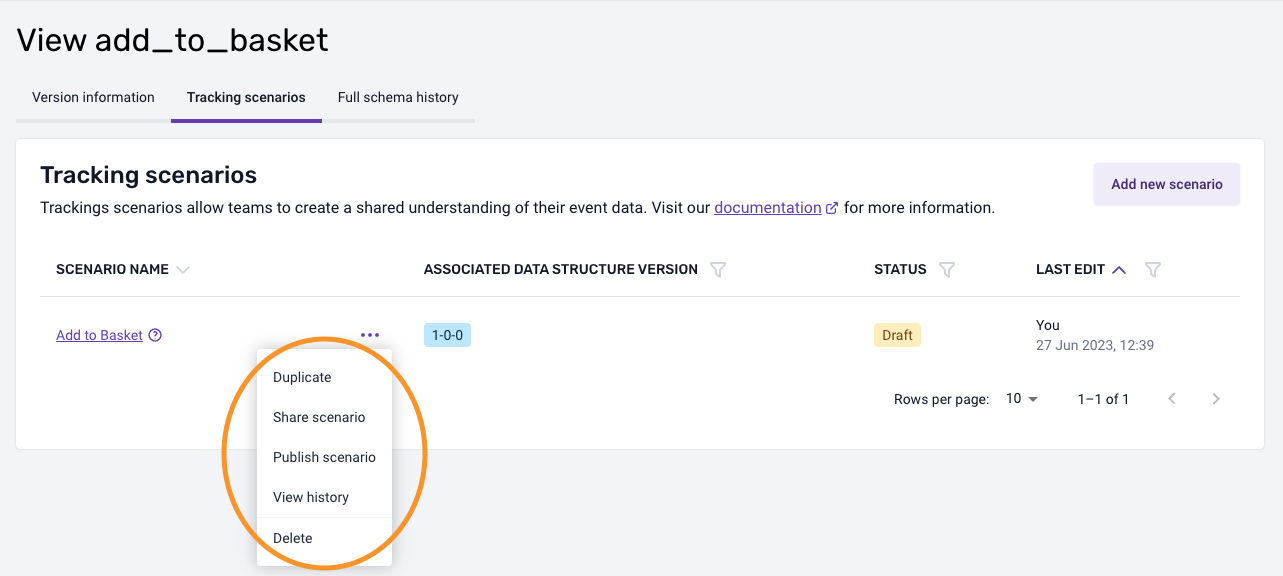 View add_to_basket
Version information Tracking scenarios Full schema history
Tracking scenarios
Add new scenario
Trackings scenarios allow teams to create a shared understanding of their event data. Visit our documentation for more information.
SCENARIO NAME ASSOCIATED DATA STRUCTURE VERSION STATUS LAST EDIT
Add to Basket 1-0-0 Draft You
27 Jun 2023, 12:39
Duplicate
Share scenario
Publish scenario
View history
Delete
Rows per page: 10 1–1 of 1